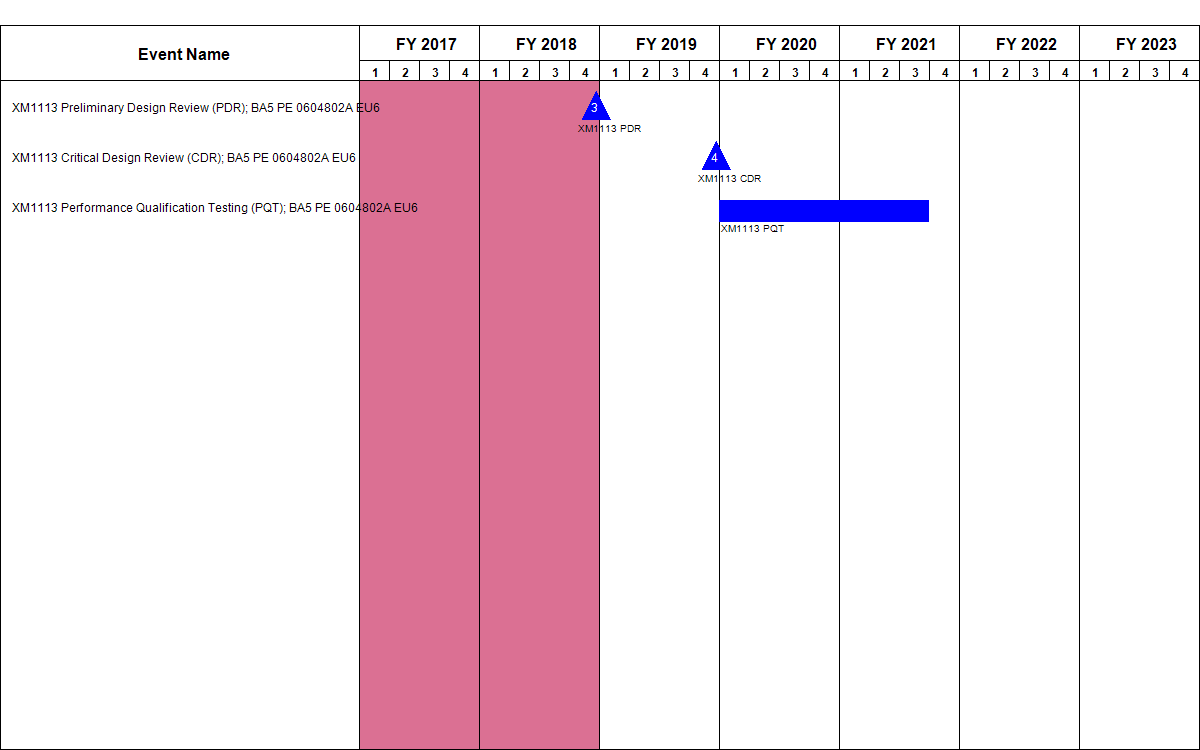 Event Name
FY 2017 FY 2018 FY 2019 FY 2020 FY 2021 FY 2022 FY 2023
1 2 3 4 1 2 3 4 1 2 3 4 1 2 3 4 1 2 3 4 1 2 3 4 1 2 3 4
XM1113 Preliminary Design Review (PDR); BA5 PE 0604802A EU6
3
XM1113 PDR
XM1113 Critical Design Review (CDR); BA5 PE 0604802A EU6
4
XM1113 CDR
XM1113 Performance Qualification Testing (PQT); BA5 PE 0604802A EU6
XM1113 PQT